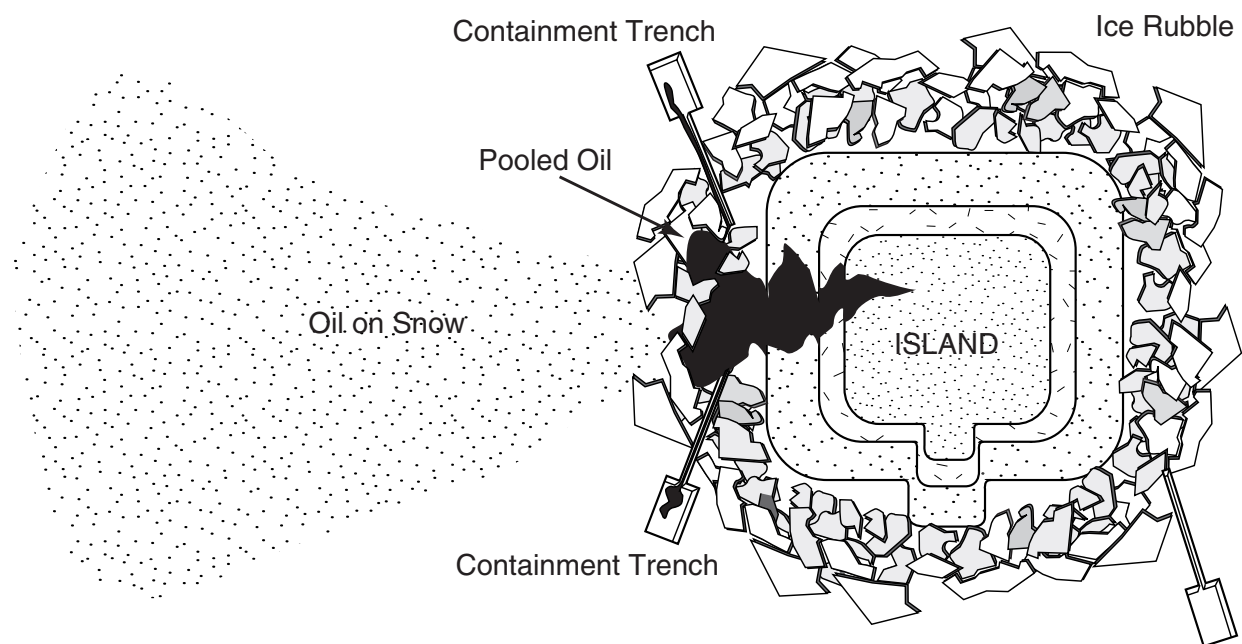 Ice Rubble
Containment Trench
Pooled Oil
Oil on Snow
ISLAND
Containment Trench